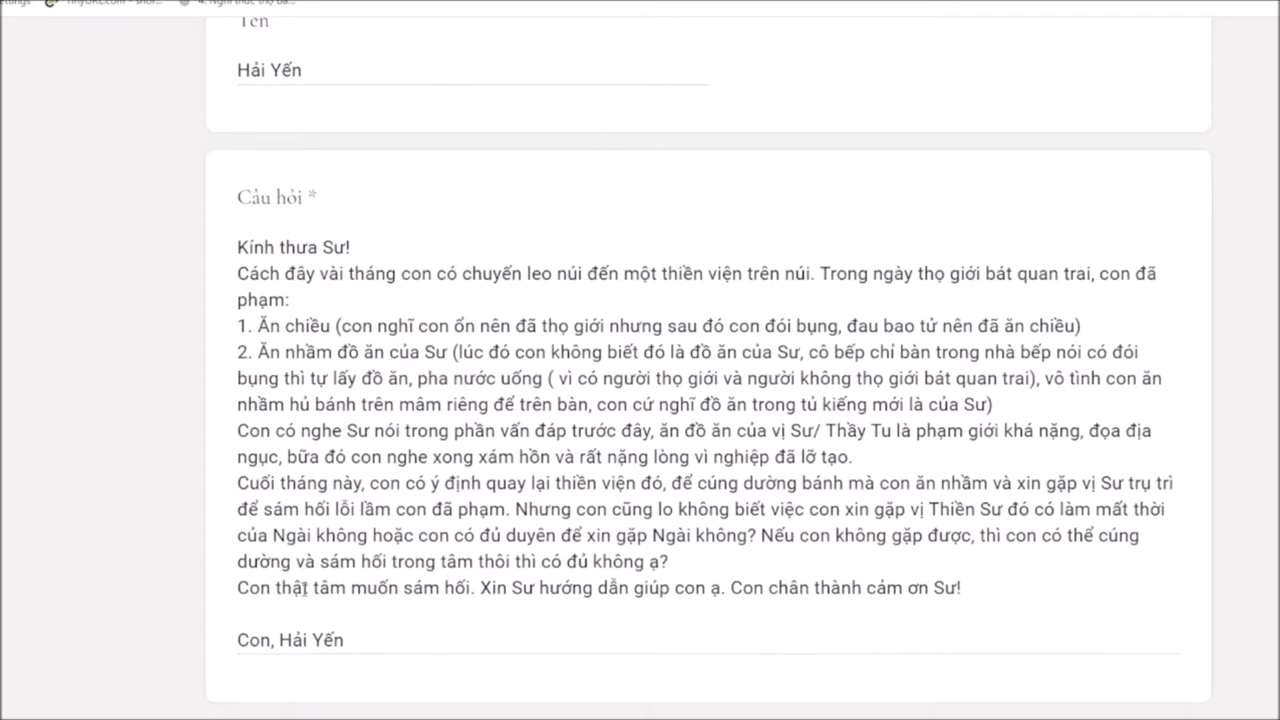 Tên
Hải Yến
Câu hỏi *
Kính thưa Sư!
Cách đây vài tháng con có chuyến leo núi đến một thiền viện trên núi. Trong ngày thọ giới bát quan trai, con đã
phạm:
1. Ăn chiều (con nghĩ con ổn nên đã thọ giới nhưng sau đó con đói bụng, đau bao tử nên đã ăn chiều)
2. Ăn nhầm đồ ăn của Sư (lúc đó con không biết đó là đồ ăn của Sư, cô bếp chỉ bàn trong nhà bếp nói có đói
bụng thì tự lấy đồ ăn, pha nước uống ( vì có người thọ giới và người không thọ giới bát quan trai), vô tình con ăn
nhầm hủ bánh trên mâm riêng để trên bàn, con cứ nghĩ đồ ăn trong tủ kiếng mới là của Sư)
Con có nghe Sư nói trong phần vấn đáp trước đây, ăn đồ ăn của vị Sư/ Thầy Tu là phạm giới khá nặng, đọa địa
ngục, bữa đó con nghe xong xám hồn và rất nặng lòng vì nghiệp đã lỡ tạo.
Cuối tháng này, con có ý định quay lại thiền viện đó, để cúng dường bánh mà con ăn nhầm và xin gặp vị Sư trụ trì
để sám hối lỗi lầm con đã phạm. Nhưng con cũng lo không biết việc con xin gặp vị Thiền Sư đó có làm mất thời
của Ngài không hoặc con có đủ duyên để xin gặp Ngài không? Nếu con không gặp được, thì con có thể cúng
dường và sám hối trong tâm thôi thì có đủ không ạ?
Con thật tâm muốn sám hối. Xin Sư hướng dẫn giúp con ạ. Con chân thành cảm ơn Sư!
Con, Hải Yến